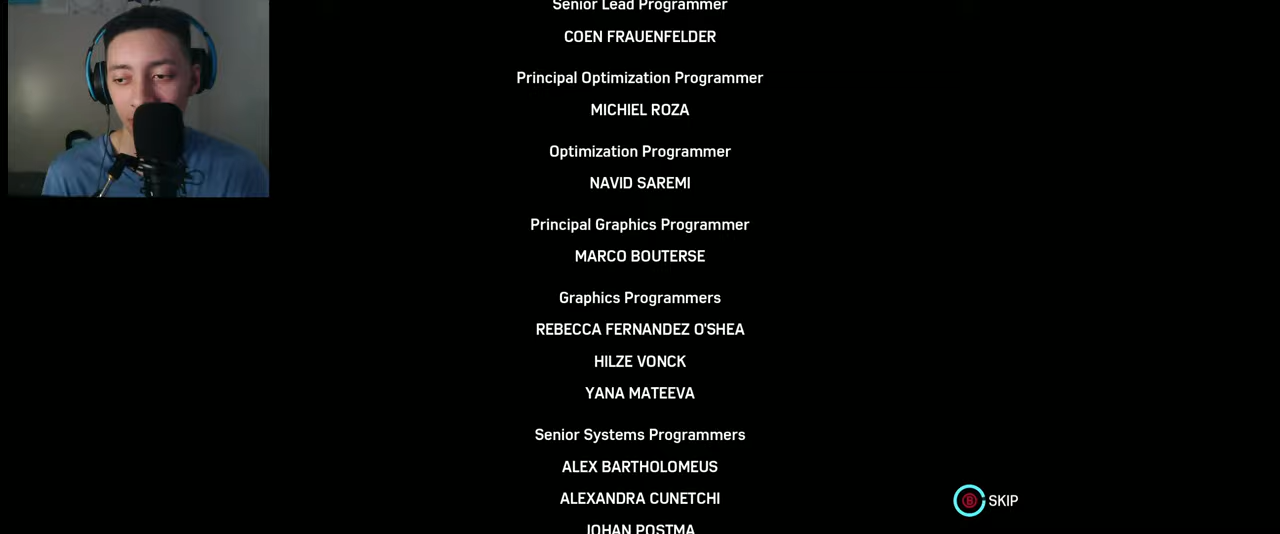 Senior Lead Programmer
COEN FRAUENFELDER
Principal Optimization Programmer
MICHIEL ROZA
Optimization Programmer
NAVID SAREMI
Principal Graphics Programmer
MARCO BOUTERSE
Graphics Programmers
REBECCA FERNANDEZ O'SHEA
HILZE VONCK
YANA MATEEVA
Senior Systems Programmers
ALEX BARTHOLOMEUS
ALEXANDRA CUNETCHI
B SKIP
JOHAN POSTMA